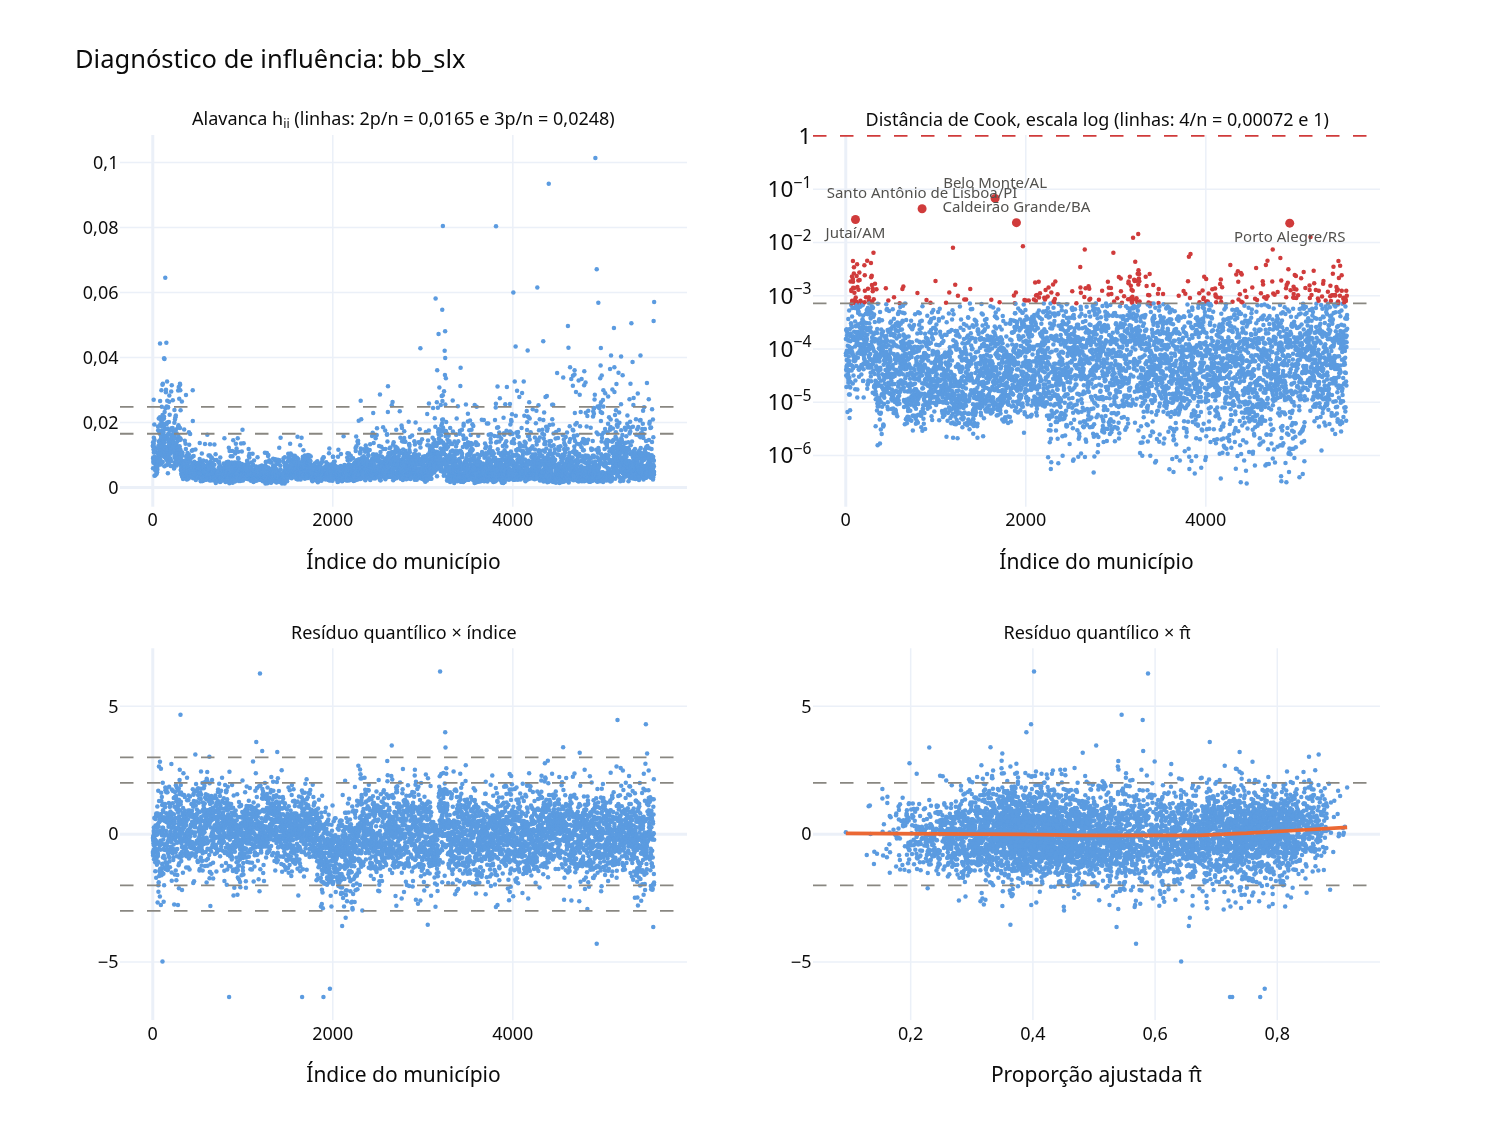 Diagnóstico de influência: bb_slx
Alavanca hᵢᵢ (linhas: 2p/n = 0,0165 e 3p/n = 0,0248)
0,1
0,08
0,06
0,04
0,02
0
0 2000 4000
Índice do município
Distância de Cook, escala log (linhas: 4/n = 0,00072 e 1)
1
10⁻¹
10⁻²
10⁻³
10⁻⁴
10⁻⁵
10⁻⁶
Belo Monte/AL
Santo Antônio de Lisboa/PI
Caldeirão Grande/BA
Jutaí/AM
Porto Alegre/RS
0 2000 4000
Índice do município
Resíduo quantílico × índice
5
0
−5
0 2000 4000
Índice do município
Resíduo quantílico × π̂
5
0
−5
0,2 0,4 0,6 0,8
Proporção ajustada π̂